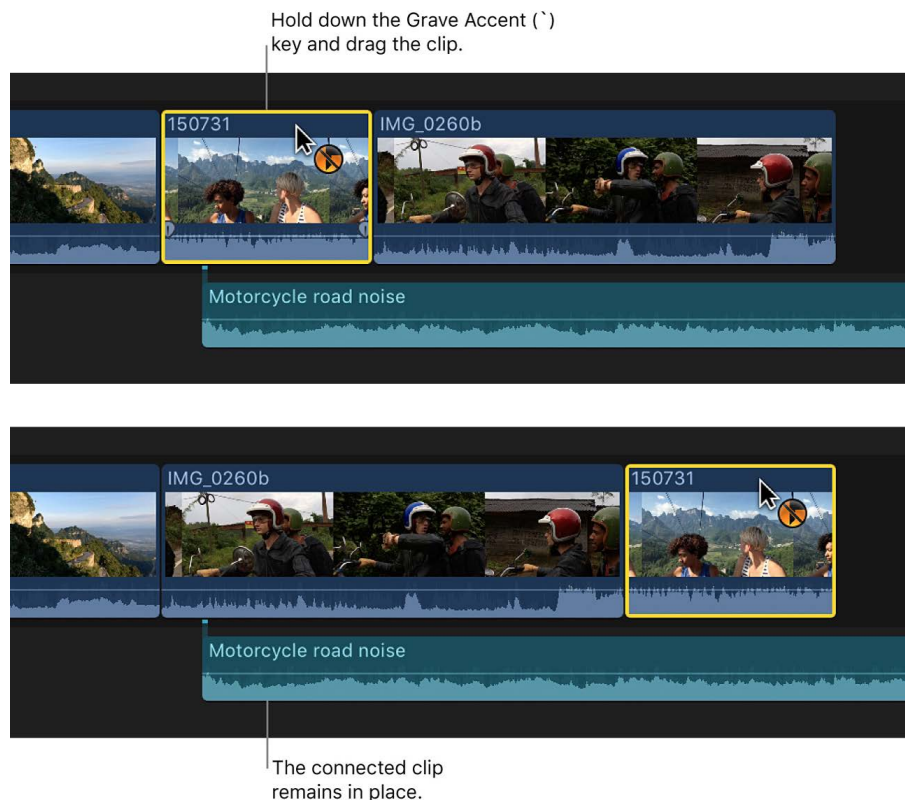 Hold down the Grave Accent (`)
key and drag the clip.
150731
IMG_0260b
Motorcycle road noise
IMG_0260b
150731
Motorcycle road noise
The connected clip
remains in place.